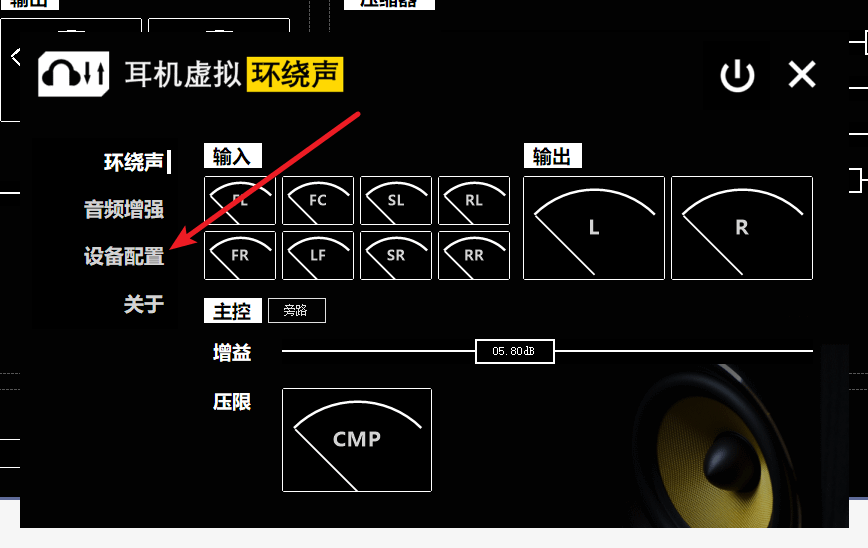 输出
压缩器
耳机虚拟 环绕声
环绕声
音频增强
设备配置
关于
输入
FL FC SL RL
FR LF SR RR
输出
L R
主控 旁路
增益 05.80dB
压限
CMP